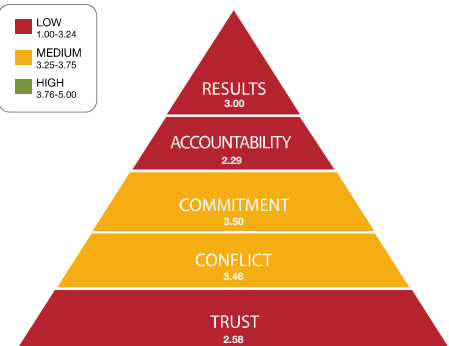 LOW
1.00-3.24
MEDIUM
3.25-3.75
HIGH
3.76-5.00
RESULTS
3.00
ACCOUNTABILITY
2.29
COMMITMENT
3.50
CONFLICT
3.46
TRUST
2.58